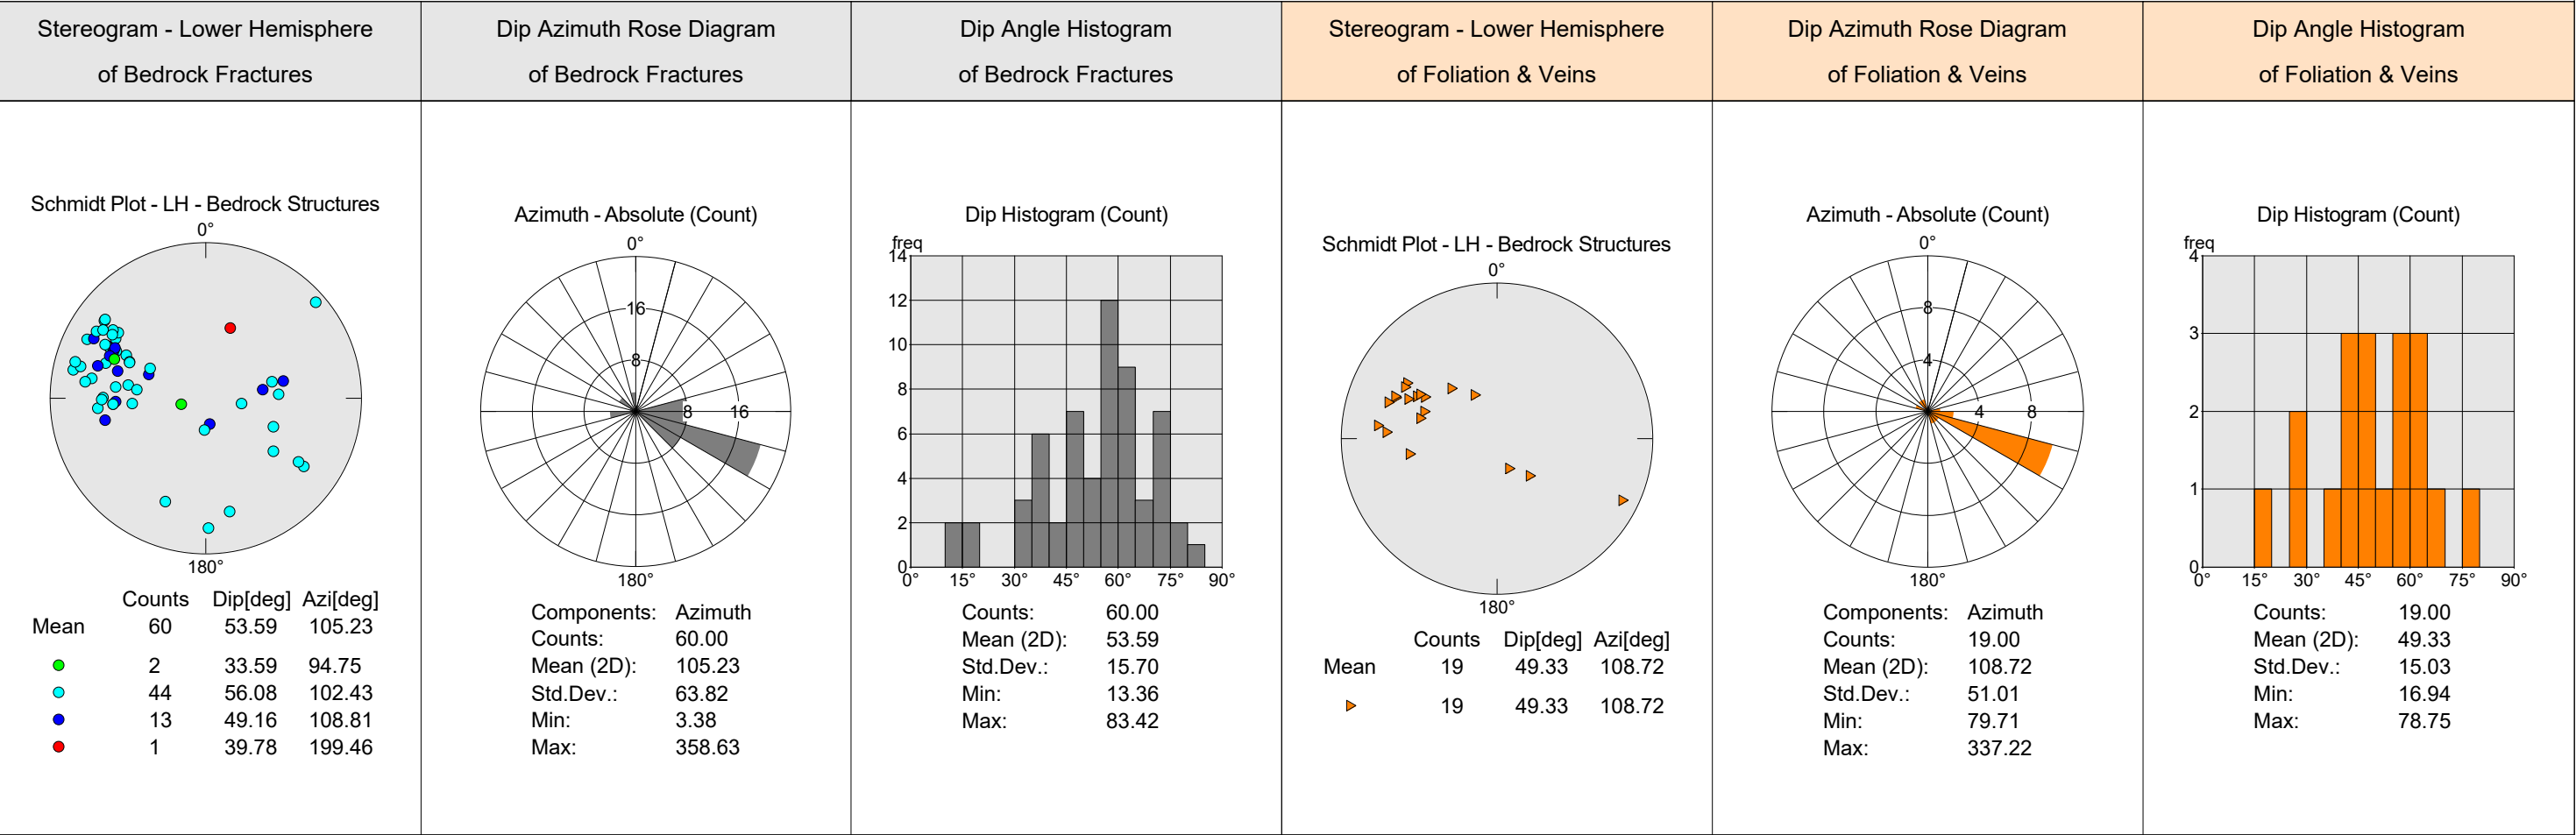 Stereogram - Lower Hemisphere
of Bedrock Fractures
Dip Azimuth Rose Diagram
of Bedrock Fractures
Dip Angle Histogram
of Bedrock Fractures
Stereogram - Lower Hemisphere
of Foliation & Veins
Dip Azimuth Rose Diagram
of Foliation & Veins
Dip Angle Histogram
of Foliation & Veins
Schmidt Plot - LH - Bedrock Structures
0°
180°
Counts Dip[deg] Azi[deg]
Mean 60 53.59 105.23
2 33.59 94.75
44 56.08 102.43
13 49.16 108.81
1 39.78 199.46
Azimuth - Absolute (Count)
0°
16
8
8 16
180°
Components: Azimuth
Counts: 60.00
Mean (2D): 105.23
Std.Dev.: 63.82
Min: 3.38
Max: 358.63
Dip Histogram (Count)
freq
14
12
10
8
6
4
2
0
0° 15° 30° 45° 60° 75° 90°
Counts: 60.00
Mean (2D): 53.59
Std.Dev.: 15.70
Min: 13.36
Max: 83.42
Schmidt Plot - LH - Bedrock Structures
0°
180°
Counts Dip[deg] Azi[deg]
Mean 19 49.33 108.72
19 49.33 108.72
Azimuth - Absolute (Count)
0°
8
4
4 8
180°
Components: Azimuth
Counts: 19.00
Mean (2D): 108.72
Std.Dev.: 51.01
Min: 79.71
Max: 337.22
Dip Histogram (Count)
freq
4
3
2
1
0
0° 15° 30° 45° 60° 75° 90°
Counts: 19.00
Mean (2D): 49.33
Std.Dev.: 15.03
Min: 16.94
Max: 78.75